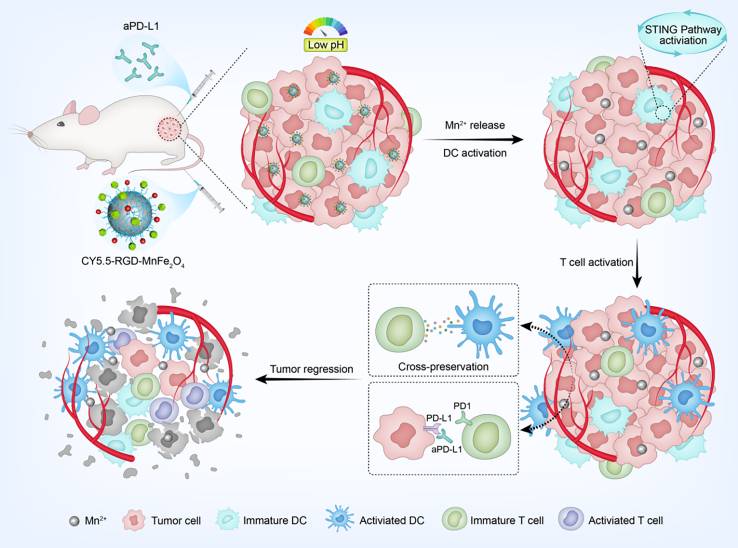 aPD-L1
Low pH
STING Pathway
activiation
Mn²⁺ release
DC activation
CY5.5-RGD-MnFe₂O₄
T cell activation
Cross-preservation
Tumor regression
PD-L1
PD1
aPD-L1
Mn²⁺
Tumor cell
Immature DC
Activiated DC
Immature T cell
Activiated T cell